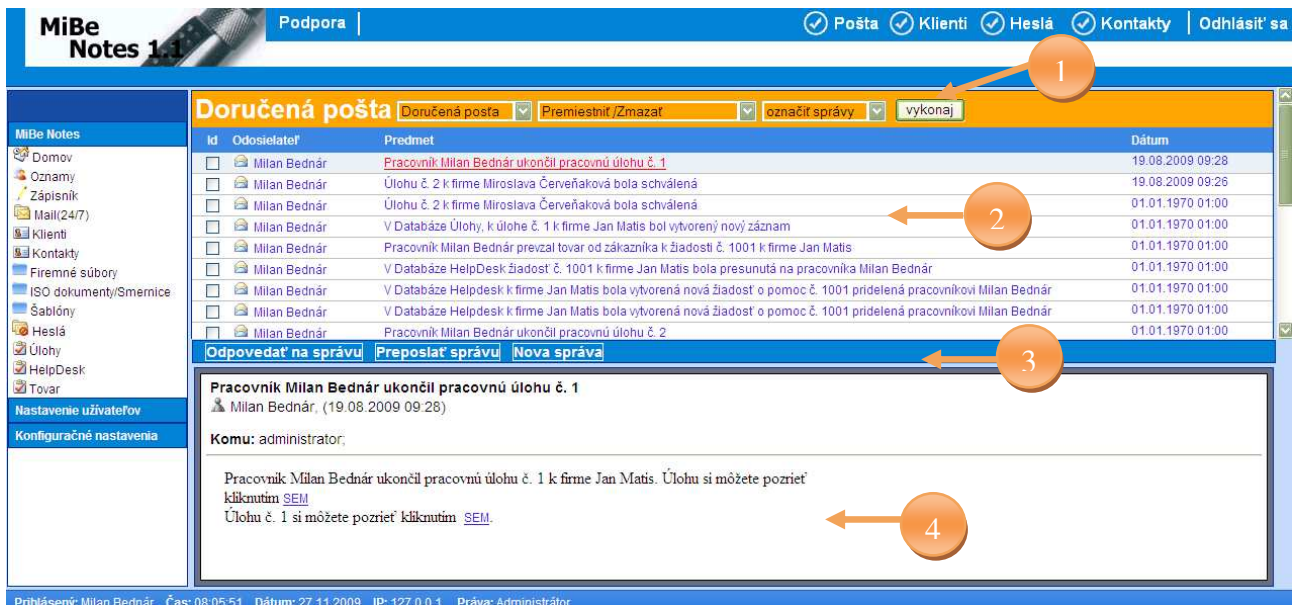 MiBe
Notes 1.1
Podpora
Pošta Klienti Heslá Kontakty Odhlásiť sa
1
Doručená pošta Doručená posťa Premiestniť /Zmazať označiť správy vykonaj
MiBe Notes
Id Odosielateľ Predmet Dátum
Domov
Oznamy
Zápisník
Mail(24/7)
Klienti
Kontakty
Firemné súbory
ISO dokumenty/Smernice
Šablóny
Heslá
Úlohy
HelpDesk
Tovar
Nastavenie užívateľov
Konfiguračné nastavenia
Milan Bednár Pracovník Milan Bednár ukončil pracovnú úlohu č. 1 19.08.2009 09:28
Milan Bednár Úlohu č. 2 k firme Miroslava Červeňaková bola schválená 19.08.2009 09:26
Milan Bednár Úlohu č. 2 k firme Miroslava Červeňaková bola schválená 01.01.1970 01:00
2
Milan Bednár V Databáze Úlohy, k úlohe č. 1 k firme Jan Matis bol vytvorený nový záznam 01.01.1970 01:00
Milan Bednár Pracovník Milan Bednár prevzal tovar od zákazníka k žiadosti č. 1001 k firme Jan Matis 01.01.1970 01:00
Milan Bednár V Databáze HelpDesk žiadosť č. 1001 k firme Jan Matis bola presunutá na pracovníka Milan Bednár 01.01.1970 01:00
Milan Bednár V Databáze Helpdesk k firme Jan Matis bola vytvorená nová žiadosť o pomoc č. 1001 pridelená pracovníkovi Milan Bednár 01.01.1970 01:00
Milan Bednár V Databáze Helpdesk k firme Jan Matis bola vytvorená nová žiadosť o pomoc č. 1001 pridelená pracovníkovi Milan Bednár 01.01.1970 01:00
Milan Bednár Pracovník Milan Bednár ukončil pracovnú úlohu č. 2 01.01.1970 01:00
Odpovedať na správu Preposlať správu Nova správa
3
Pracovník Milan Bednár ukončil pracovnú úlohu č. 1
Milan Bednár, (19.08.2009 09:28)
Komu: administrator;
Pracovnik Milan Bednár ukončil pracovnú úlohu č. 1 k firme Jan Matis. Úlohu si môžete pozrieť
kliknutim SEM
Úlohu č. 1 si môžete pozrieť kliknutim SEM.
4
Prihlásený: Milan Bednár Čas: 08:05:51 Dátum: 27.11.2009 IP: 127.0.0.1 Práva: Administrátor